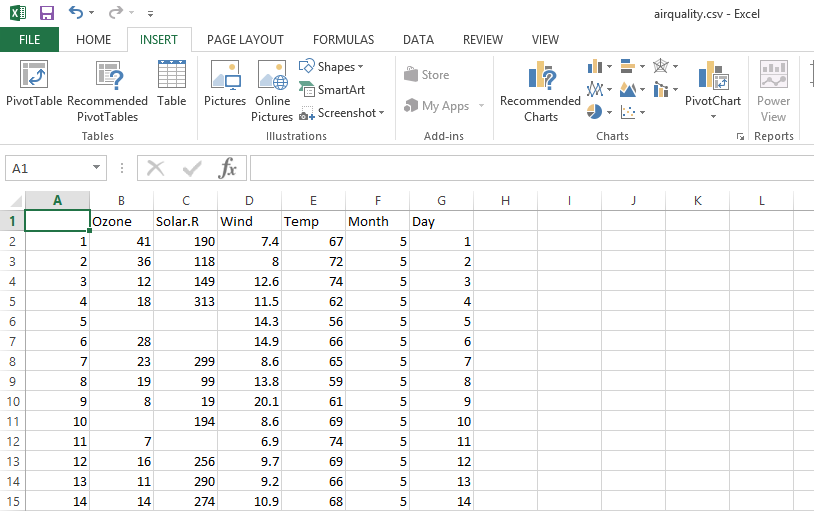 airquality.csv - Excel
FILE HOME INSERT PAGE LAYOUT FORMULAS DATA REVIEW VIEW
PivotTable Recommended PivotTables Table Pictures Online Pictures Shapes SmartArt Screenshot Store My Apps Recommended Charts PivotChart Power View
Tables Illustrations Add-ins Charts Reports
A1 fx
A B C D E F G H I J K L
1 Ozone Solar.R Wind Temp Month Day
2 1 41 190 7.4 67 5 1
3 2 36 118 8 72 5 2
4 3 12 149 12.6 74 5 3
5 4 18 313 11.5 62 5 4
6 5 14.3 56 5 5
7 6 28 14.9 66 5 6
8 7 23 299 8.6 65 5 7
9 8 19 99 13.8 59 5 8
10 9 8 19 20.1 61 5 9
11 10 194 8.6 69 5 10
12 11 7 6.9 74 5 11
13 12 16 256 9.7 69 5 12
14 13 11 290 9.2 66 5 13
15 14 14 274 10.9 68 5 14